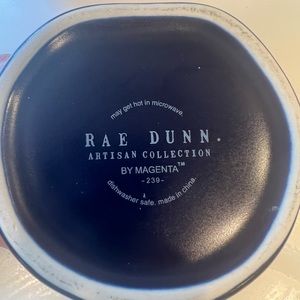 may get hot in microwave.
RAE DUNN.
ARTISAN COLLECTION
BY MAGENTA™
-239-
dishwasher safe. made in china.